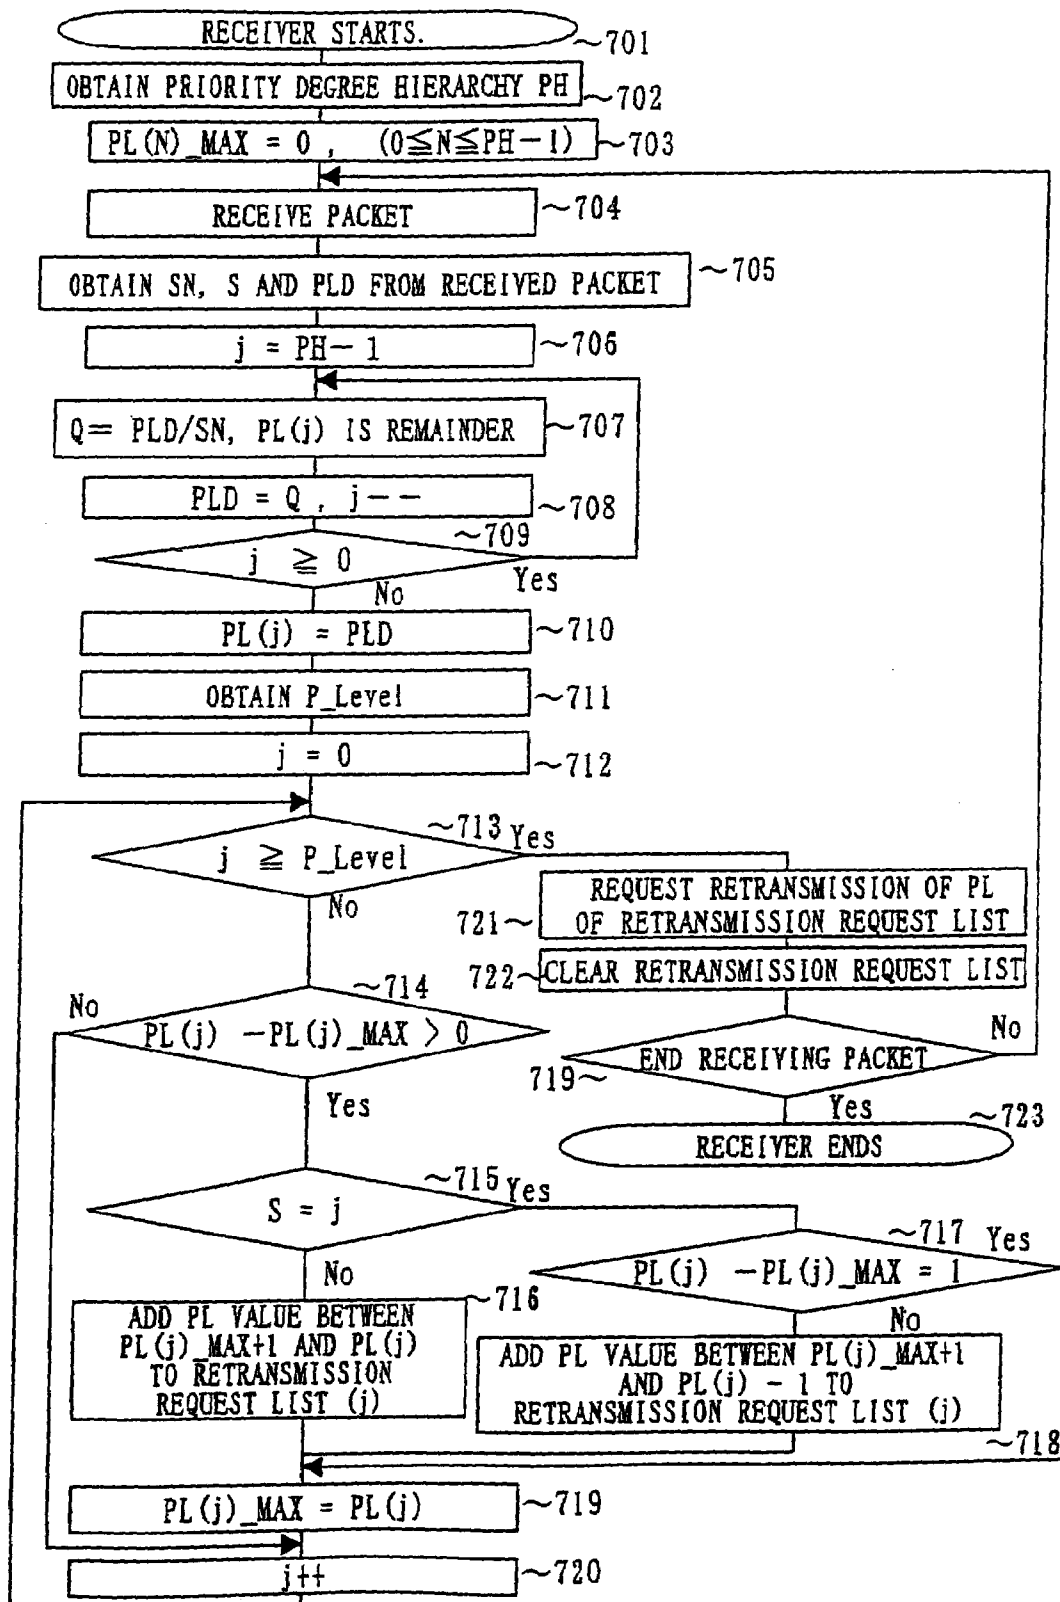 RECEIVER STARTS.
~701
OBTAIN PRIORITY DEGREE HIERARCHY PH
~702
PL(N)_MAX = 0 , (0≦N≦PH-1)
~703
RECEIVE PACKET
~704
OBTAIN SN, S AND PLD FROM RECEIVED PACKET
~705
j = PH- 1
~706
Q= PLD/SN, PL(j) IS REMAINDER
~707
PLD = Q , j--
~708
~709
j ≧ 0
Yes
No
PL(j) = PLD
~710
OBTAIN P_Level
~711
j = 0
~712
~713
Yes
j ≧ P_Level
No
REQUEST RETRANSMISSION OF PL
OF RETRANSMISSION REQUEST LIST
721~
722~
CLEAR RETRANSMISSION REQUEST LIST
~714
No
PL(j) -PL(j)_MAX > 0
Yes
No
END RECEIVING PACKET
719~
Yes
~723
RECEIVER ENDS
~715
Yes
S = j
No
~717
Yes
PL(j) -PL(j)_MAX = 1
No
~716
ADD PL VALUE BETWEEN
PL(j)_MAX+1 AND PL(j)
TO RETRANSMISSION
REQUEST LIST (j)
ADD PL VALUE BETWEEN PL(j)_MAX+1
AND PL(j) - 1 TO
RETRANSMISSION REQUEST LIST (j)
~718
PL(j)_MAX = PL(j)
~719
j++
~720